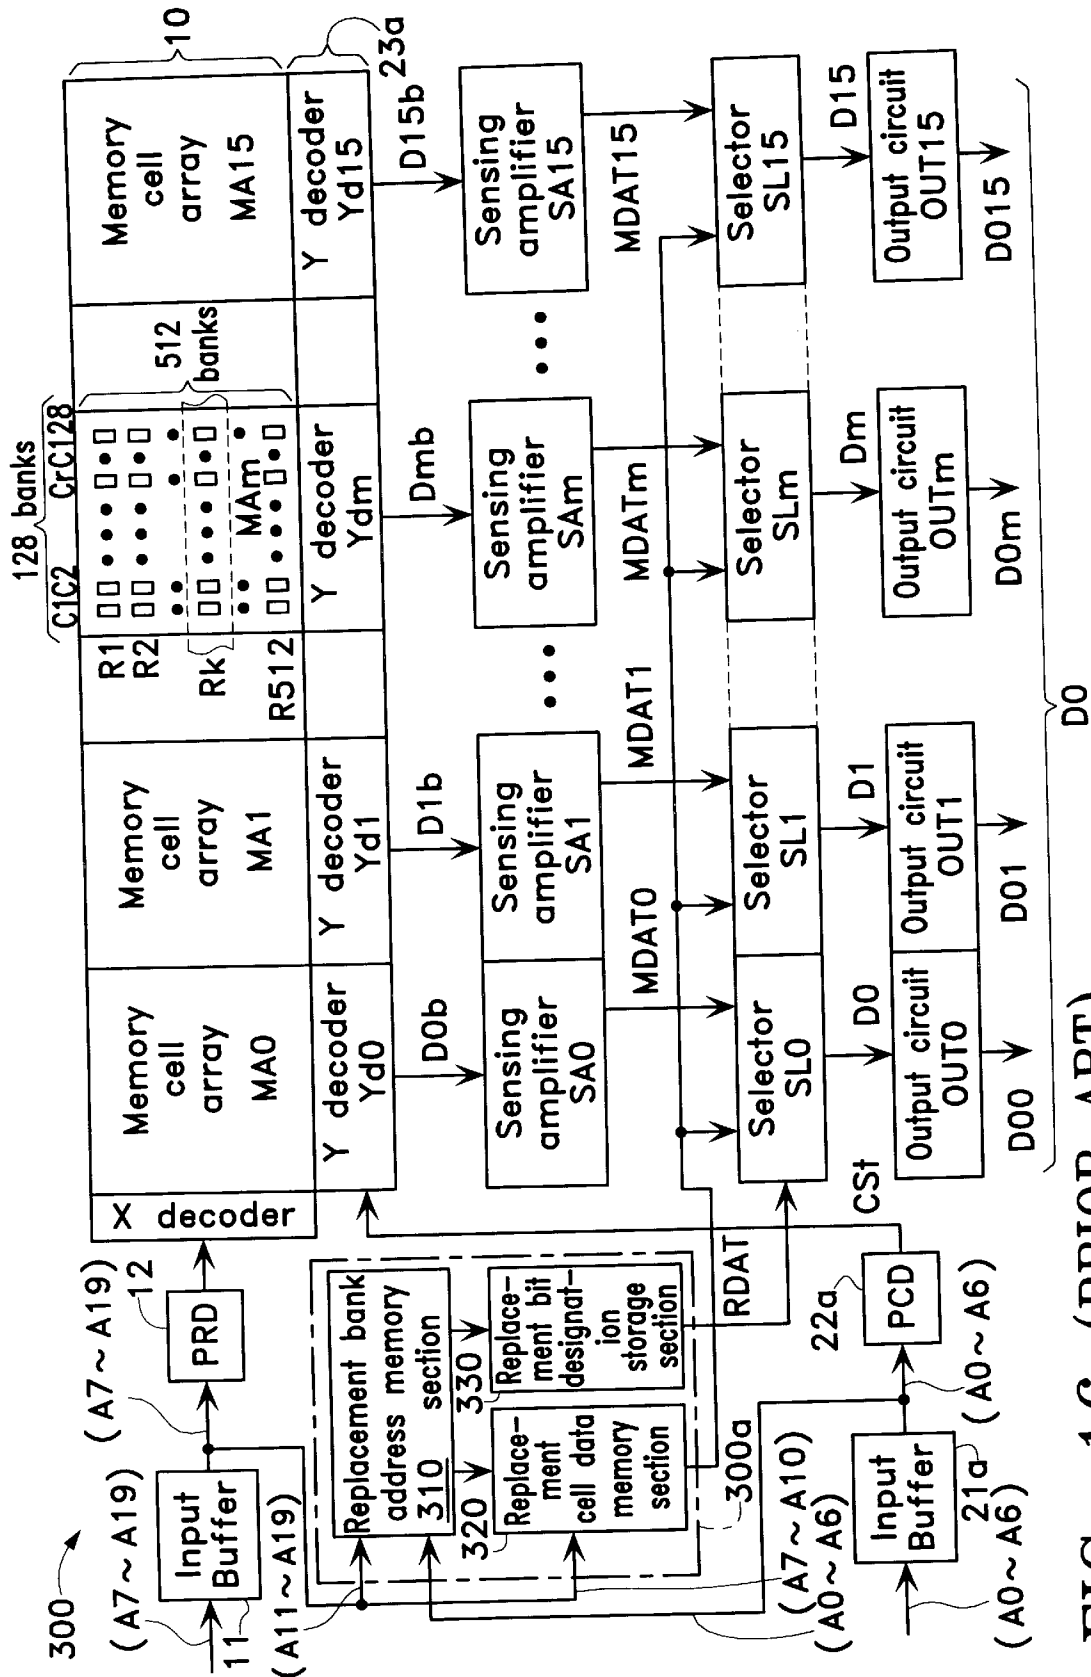 300
(A7~A19)
Input
Buffer
11
(A7~A19)
12
PRD
X decoder
Memory
cell
array
MA0
Memory
cell
array
MA1
128 banks
C1C2
CrC128
R1
R2
Rk
R512
MAm
512
banks
Memory
cell
array
MA15
10
Y decoder
Yd0
Y decoder
Yd1
Y decoder
Ydm
Y decoder
Yd15
23a
(A11~A19)
Replacement bank
address memory
section
310
320
Replace-
ment
cell data
memory
section
330
Replace-
ment bit
designat-
ion
storage
section
300a
D0b
D1b
Dmb
D15b
Sensing
amplifier
SA0
Sensing
amplifier
SA1
Sensing
amplifier
SAm
Sensing
amplifier
SA15
MDAT0
MDAT1
MDATm
MDAT15
RDAT
(A7~A10)
(A0~A6)
Selector
SL0
Selector
SL1
Selector
SLm
Selector
SL15
CSt
D0
D1
Dm
D15
Input
Buffer
21a
(A0~A6)
(A0~A6)
22a
PCD
Output circuit
OUT0
Output circuit
OUT1
Output circuit
OUTm
Output circuit
OUT15
D00
D01
D0m
D015
D0
FIG. 16 (PRIOR ART)